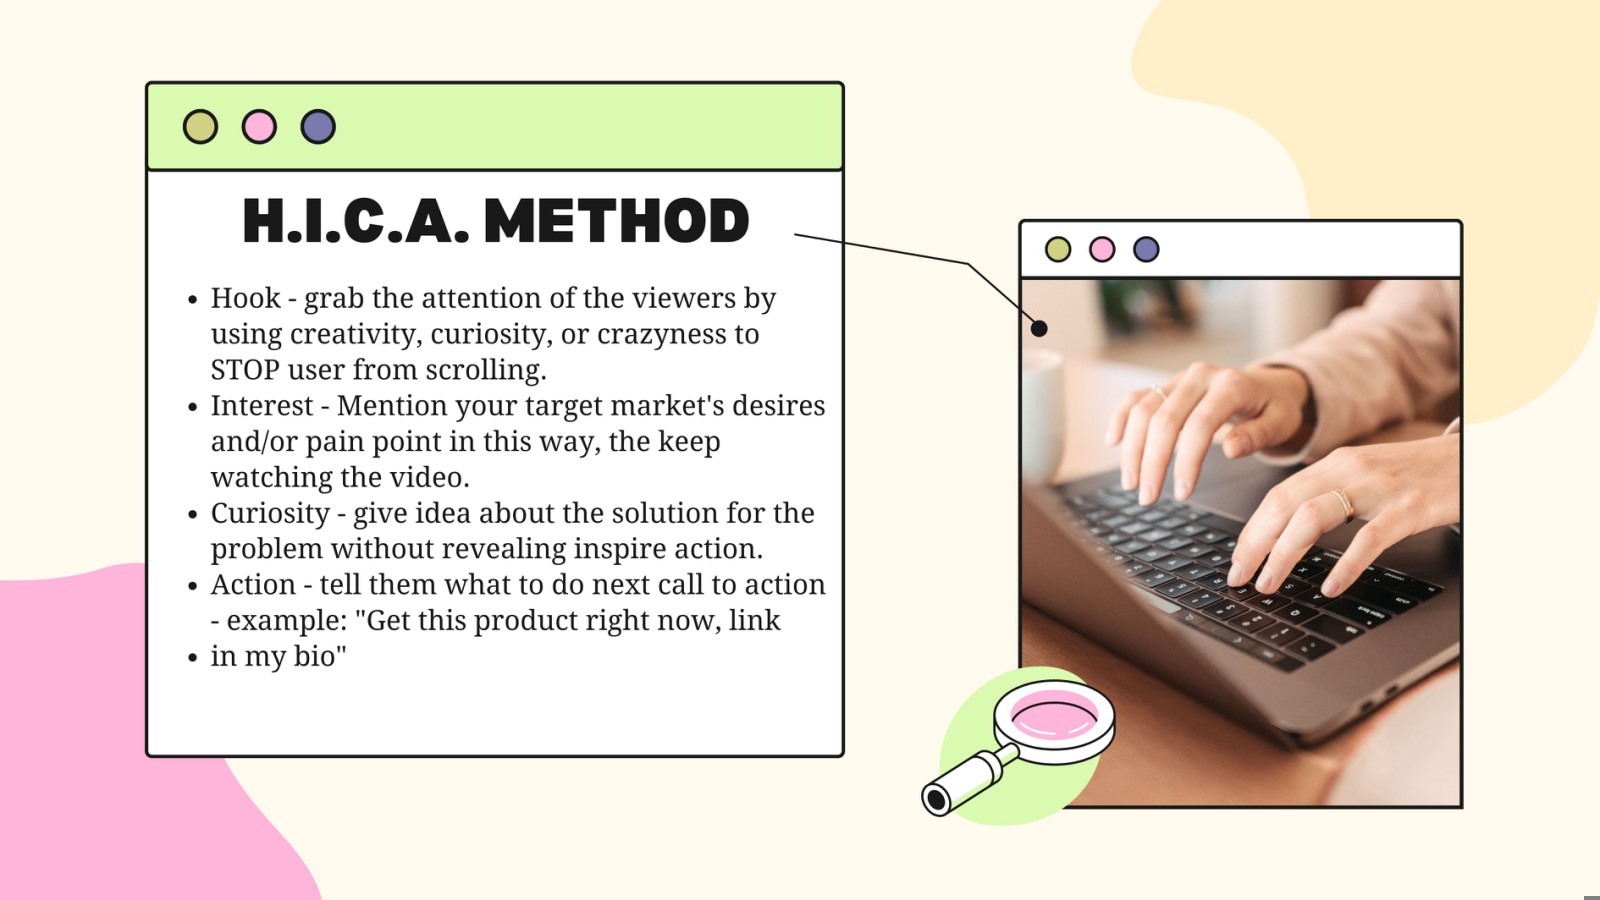 H.I.C.A. METHOD
• Hook - grab the attention of the viewers by
using creativity, curiosity, or crazyness to
STOP user from scrolling.
• Interest - Mention your target market's desires
and/or pain point in this way, the keep
watching the video.
• Curiosity - give idea about the solution for the
problem without revealing inspire action.
• Action - tell them what to do next call to action
- example: "Get this product right now, link
• in my bio"